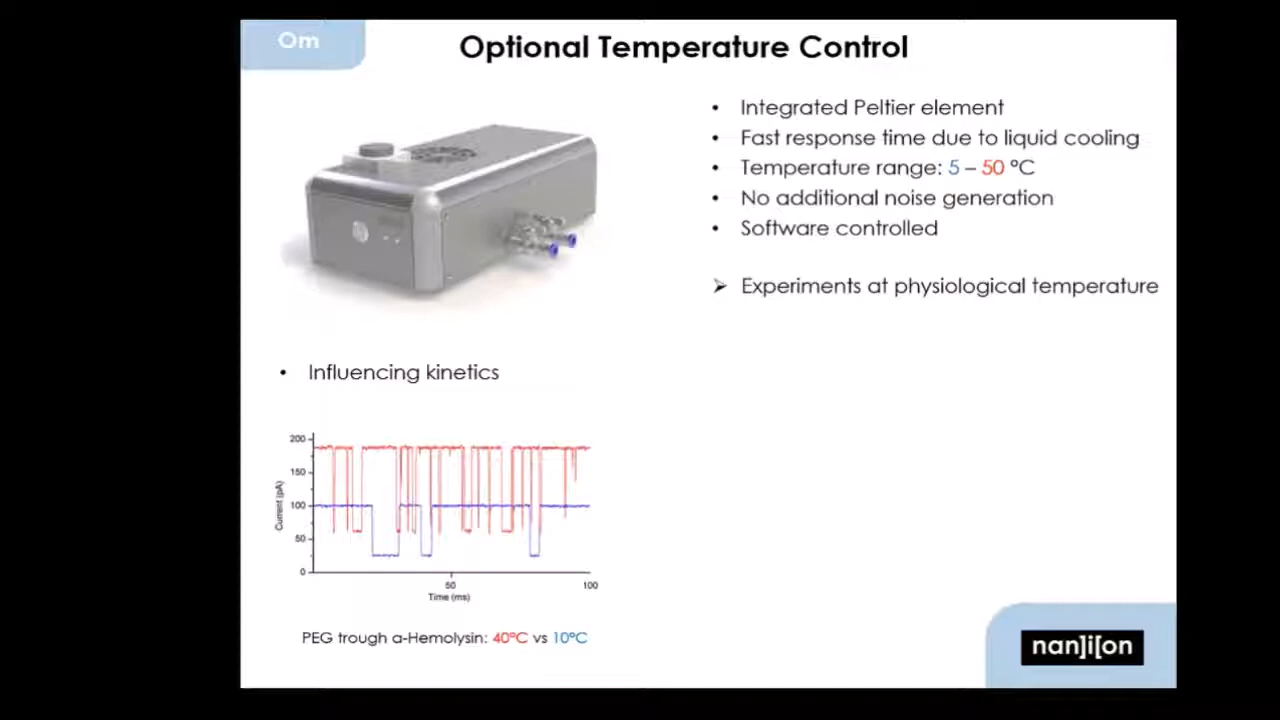 Om
Optional Temperature Control
• Integrated Peltier element
• Fast response time due to liquid cooling
• Temperature range: 5 – 50 °C
• No additional noise generation
• Software controlled
➢ Experiments at physiological temperature
• Influencing kinetics
200
150
100
50
0
Current (pA)
50
100
Time (ms)
PEG trough α-Hemolysin: 40°C vs 10°C
nan]i[on